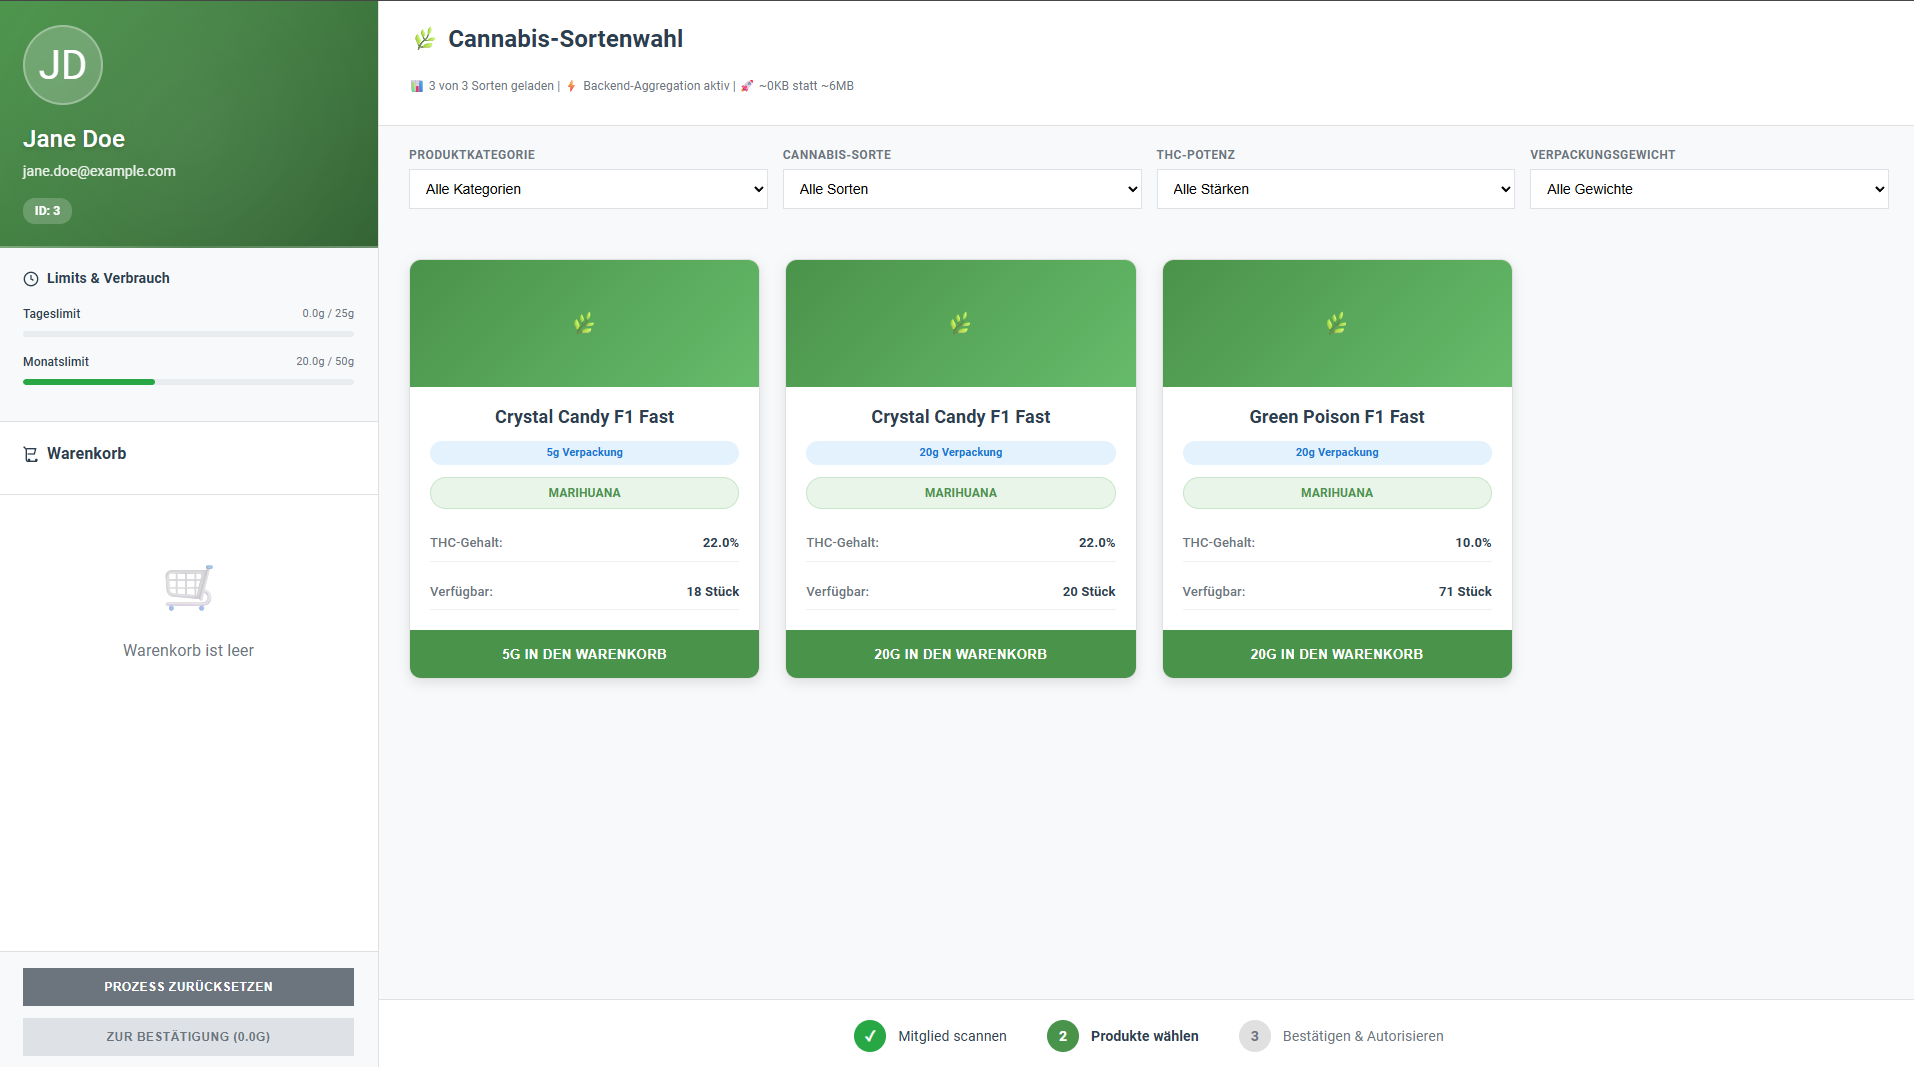 JD
Jane Doe
jane.doe@example.com
ID: 3
Limits & Verbrauch
Tageslimit 0.0g / 25g
Monatslimit 20.0g / 50g
Warenkorb
Warenkorb ist leer
PROZESS ZURÜCKSETZEN
ZUR BESTÄTIGUNG (0.0G)
Cannabis-Sortenwahl
3 von 3 Sorten geladen | Backend-Aggregation aktiv | ~0KB statt ~6MB
PRODUKTKATEGORIE
Alle Kategorien
CANNABIS-SORTE
Alle Sorten
THC-POTENZ
Alle Stärken
VERPACKUNGSGEWICHT
Alle Gewichte
Crystal Candy F1 Fast
5g Verpackung
MARIHUANA
THC-Gehalt: 22.0%
Verfügbar: 18 Stück
5G IN DEN WARENKORB
Crystal Candy F1 Fast
20g Verpackung
MARIHUANA
THC-Gehalt: 22.0%
Verfügbar: 20 Stück
20G IN DEN WARENKORB
Green Poison F1 Fast
20g Verpackung
MARIHUANA
THC-Gehalt: 10.0%
Verfügbar: 71 Stück
20G IN DEN WARENKORB
✓ Mitglied scannen
2 Produkte wählen
3 Bestätigen & Autorisieren